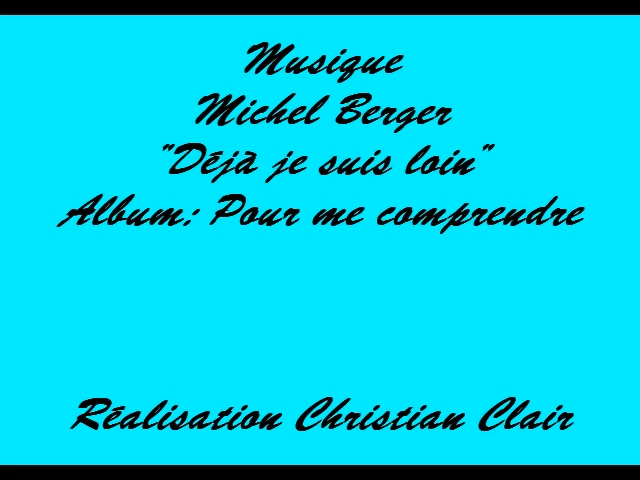 Musique
Michel Berger
"Déjà je suis loin"
Album: Pour me comprendre
Réalisation Christian Clair